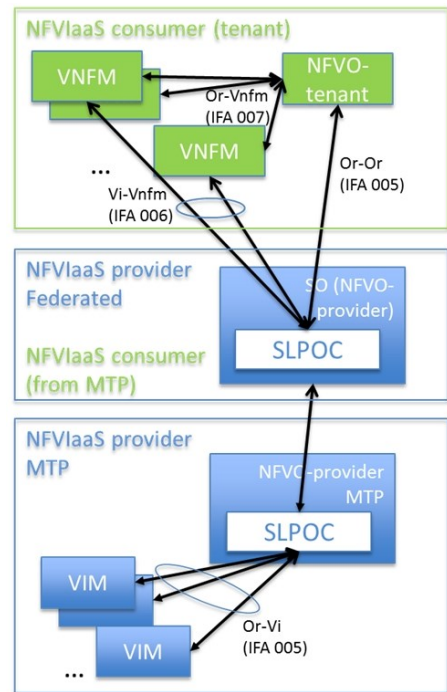 NFVIaaS consumer (tenant)
VNFM
NFVO-
tenant
Or-Vnfm
(IFA 007)
VNFM
...
Or-Or
(IFA 005)
Vi-Vnfm
(IFA 006)
NFVIaaS provider
Federated
SO (NFVO-
provider)
SLPOC
NFVIaaS consumer
(from MTP)
NFVIaaS provider
MTP
NFVO-provider
MTP
SLPOC
VIM
VIM
Or-Vi
(IFA 005)
...